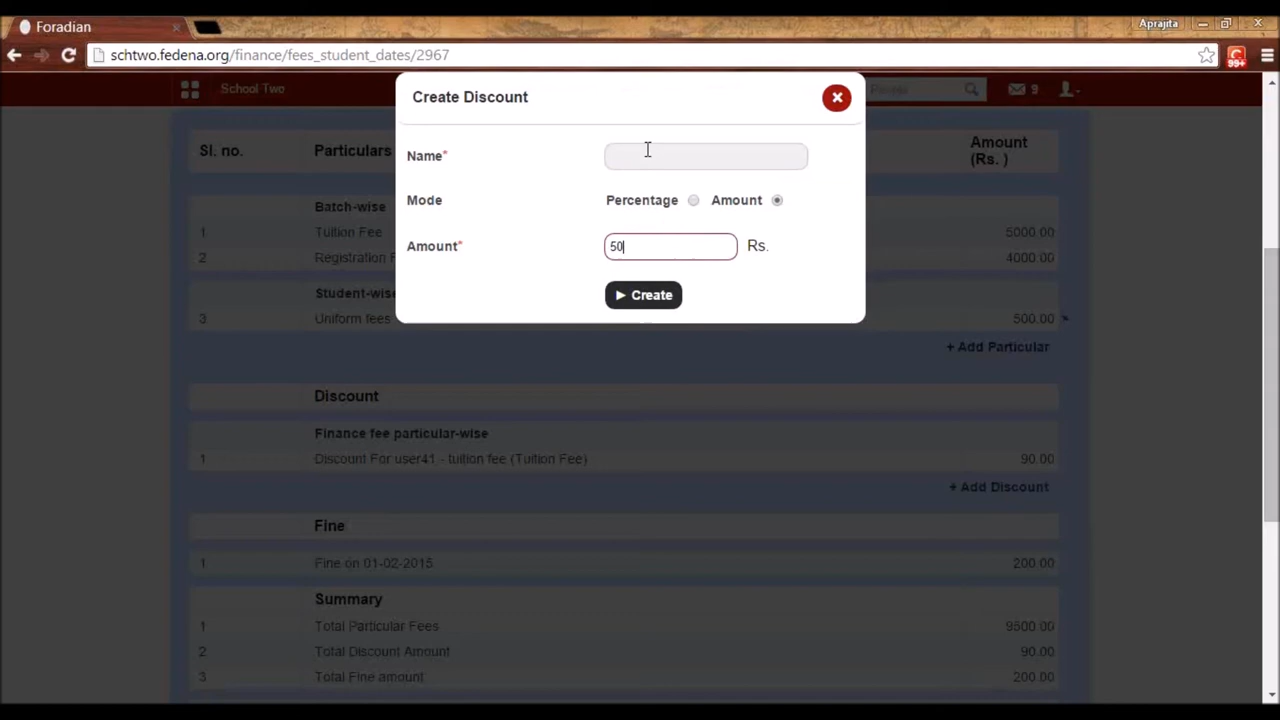 Foradian
Aprajita
schtwo.fedena.org/finance/fees_student_dates/2967
99+
School Two
9
Create Discount
Name*
Mode Percentage Amount
Amount* 50 Rs.
Create
Sl. no. Particulars Amount
(Rs. )
Batch-wise
1 Tuition Fee 5000.00
2 Registration 4000.00
Student-wise
3 Uniform fees 500.00
+ Add Particular
Discount
Finance fee particular-wise
1 Discount For user41 - tuition fee (Tuition Fee) 90.00
+ Add Discount
Fine
1 Fine on 01-02-2015 200.00
Summary
1 Total Particular Fees 9500.00
2 Total Discount Amount 90.00
3 Total Fine amount 200.00